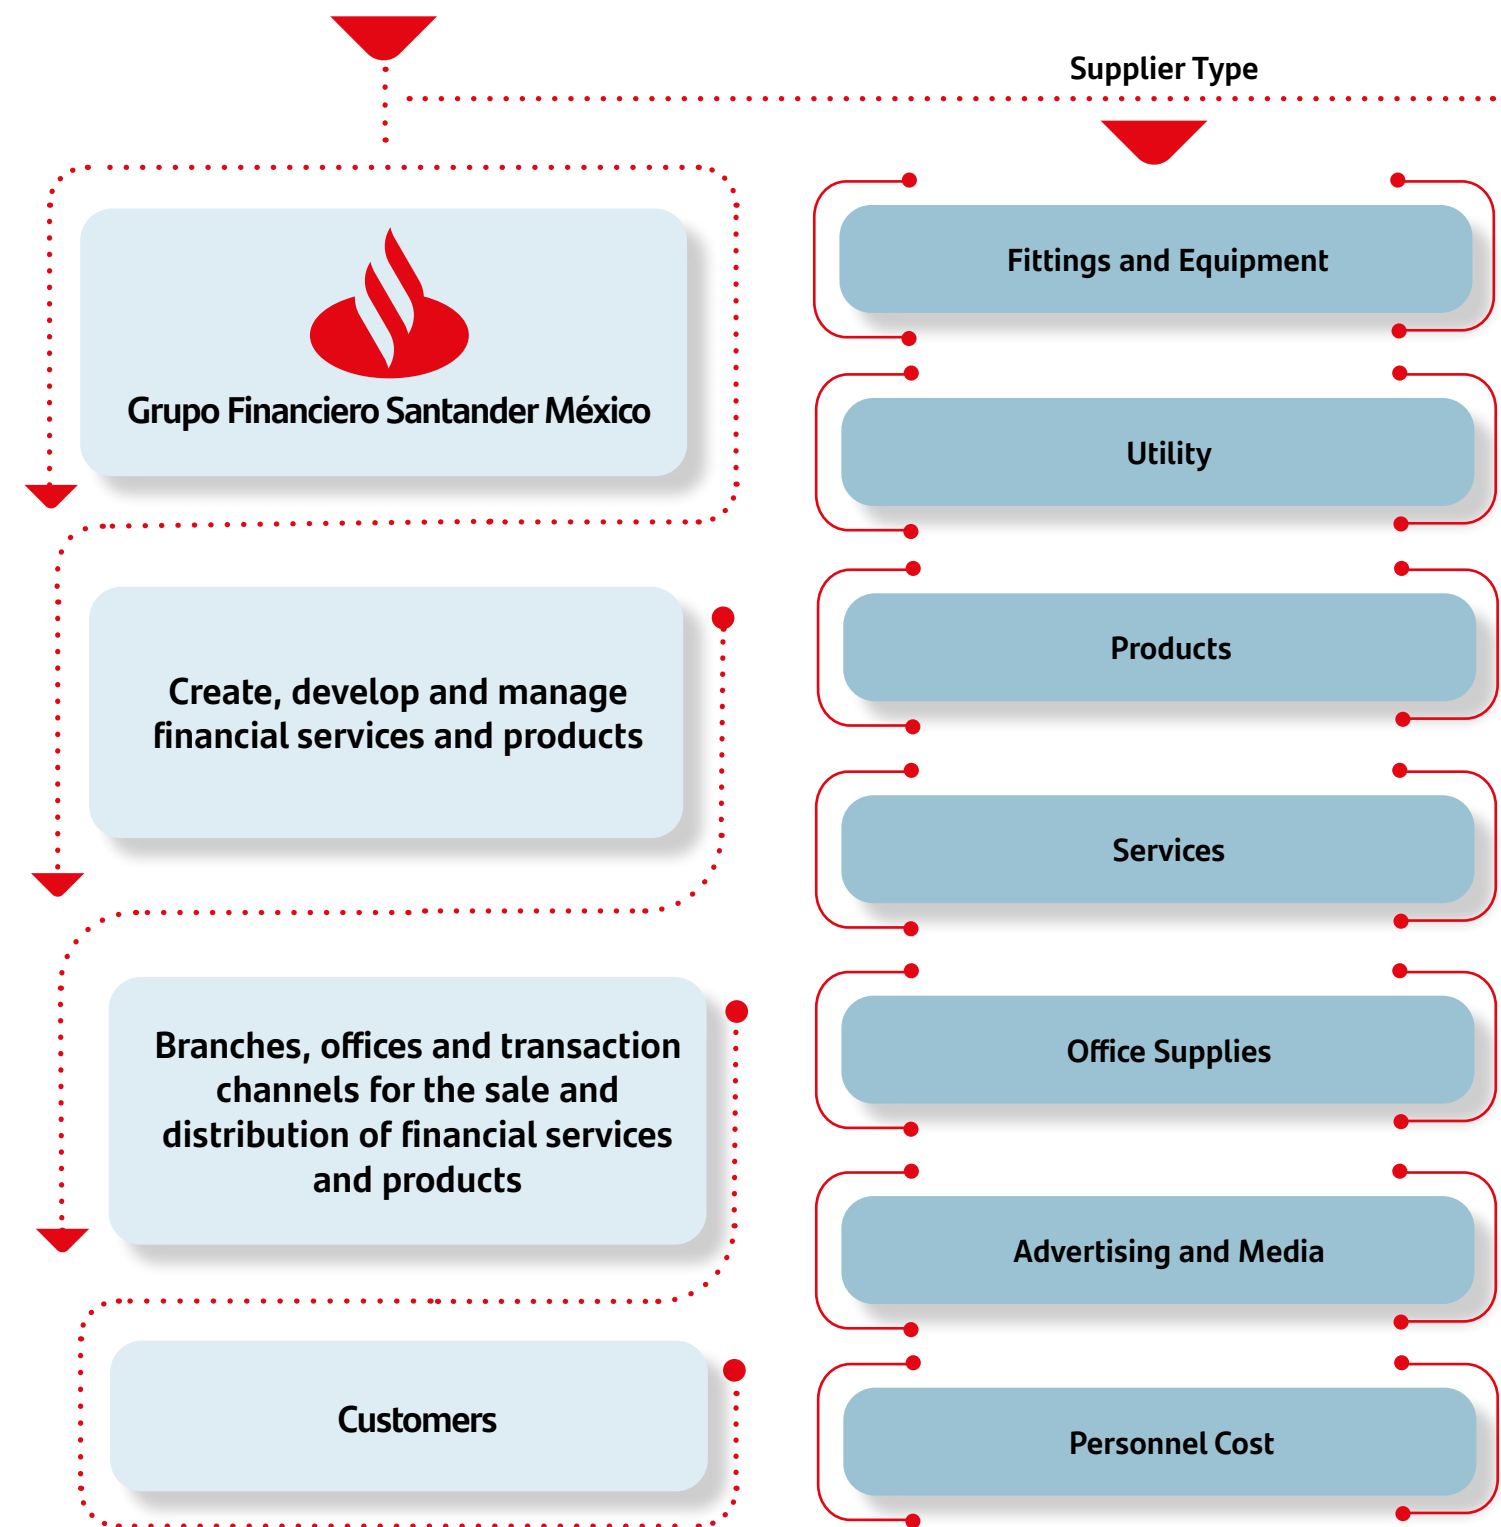 Supplier Type
Grupo Financiero Santander México
Create, develop and manage
financial services and products
Branches, offices and transaction
channels for the sale and
distribution of financial services
and products
Customers
Fittings and Equipment
Utility
Products
Services
Office Supplies
Advertising and Media
Personnel Cost